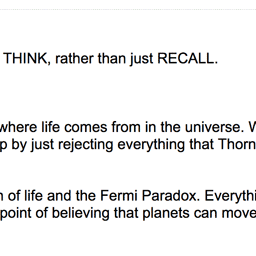 THINK, rather than just RECALL.
where life comes from in the universe.
p by just rejecting everything that Thorn
of life and the Fermi Paradox. Everythi
point of believing that planets can move